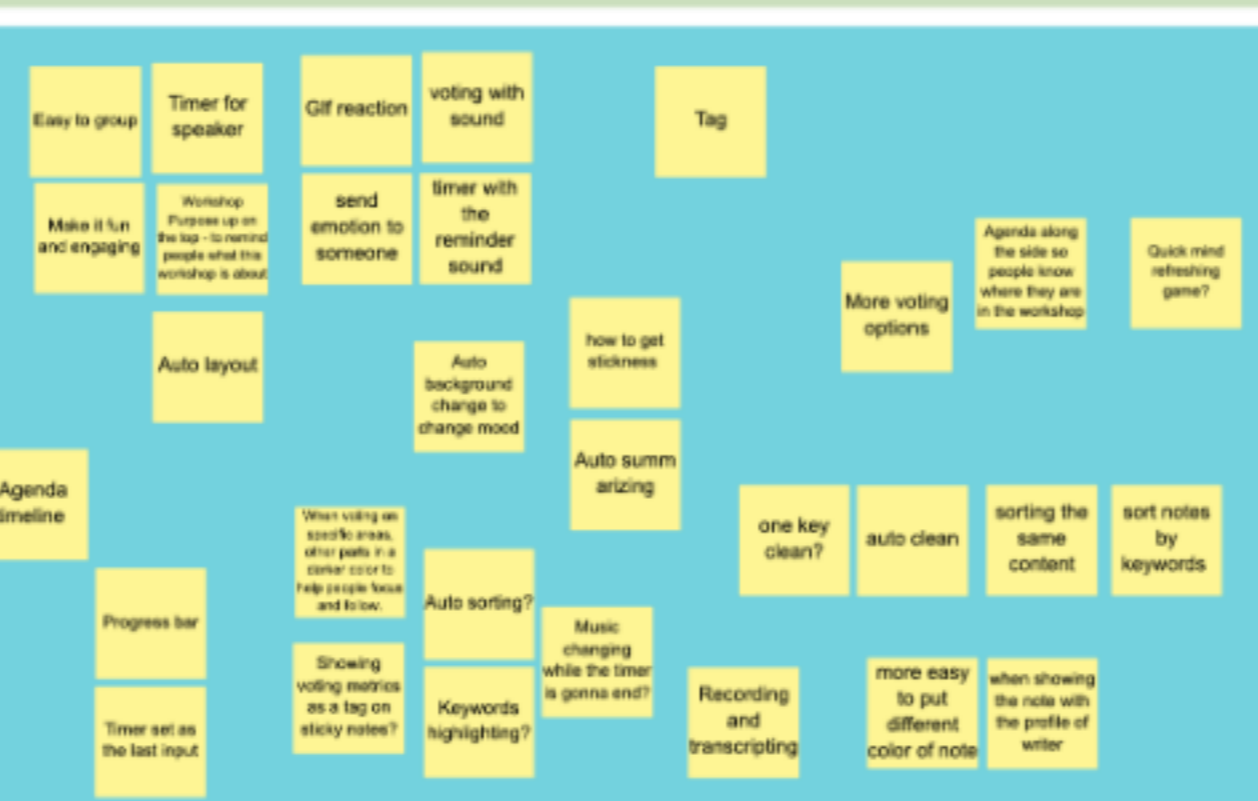 Easy to group
Timer for
speaker
GIf reaction
voting with
sound
Tag
Make it fun
and engaging
Workshop
Purpose up on
the top - to remind
people what this
workshop is about
send
emotion to
someone
timer with
the
reminder
sound
More voting
options
Agenda along
the side so
people know
where they are
in the workshop
Quick mind
refreshing
game?
Auto layout
Auto
background
change to
change mood
how to get
stickness
Auto summ
arizing
Agenda
timeline
When voting on
specific areas,
other parts in a
darker color to
help people focus
and follow.
Auto sorting?
one key
clean?
auto clean
sorting the
same
content
sort notes
by
keywords
Progress bar
Timer set as
the last input
Showing
voting metrics
as a tag on
sticky notes?
Keywords
highlighting?
Music
changing
while the timer
is gonna end?
Recording
and
transcripting
more easy
to put
different
color of note
when showing
the note with
the profile of
writer